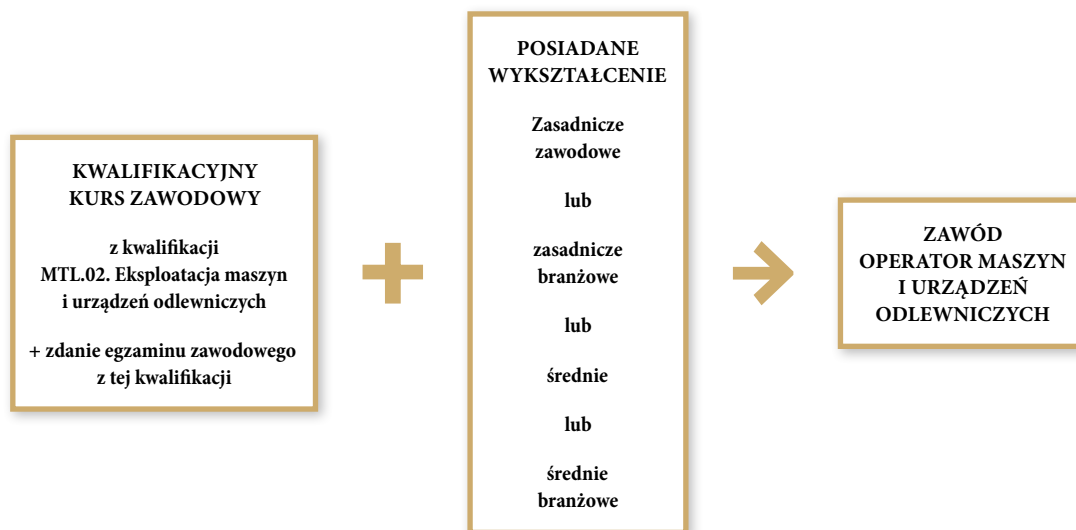 KWALIFIKACYJNY
KURS ZAWODOWY
z kwalifikacji
MTL.02. Eksploatacja maszyn
i urządzeń odlewniczych
+ zdanie egzaminu zawodowego
z tej kwalifikacji
POSIADANE
WYKSZTAŁCENIE
Zasadnicze
zawodowe
lub
zasadnicze
branżowe
lub
średnie
lub
średnie
branżowe
ZAWÓD
OPERATOR MASZYN
I URZĄDZEŃ
ODLEWNICZYCH